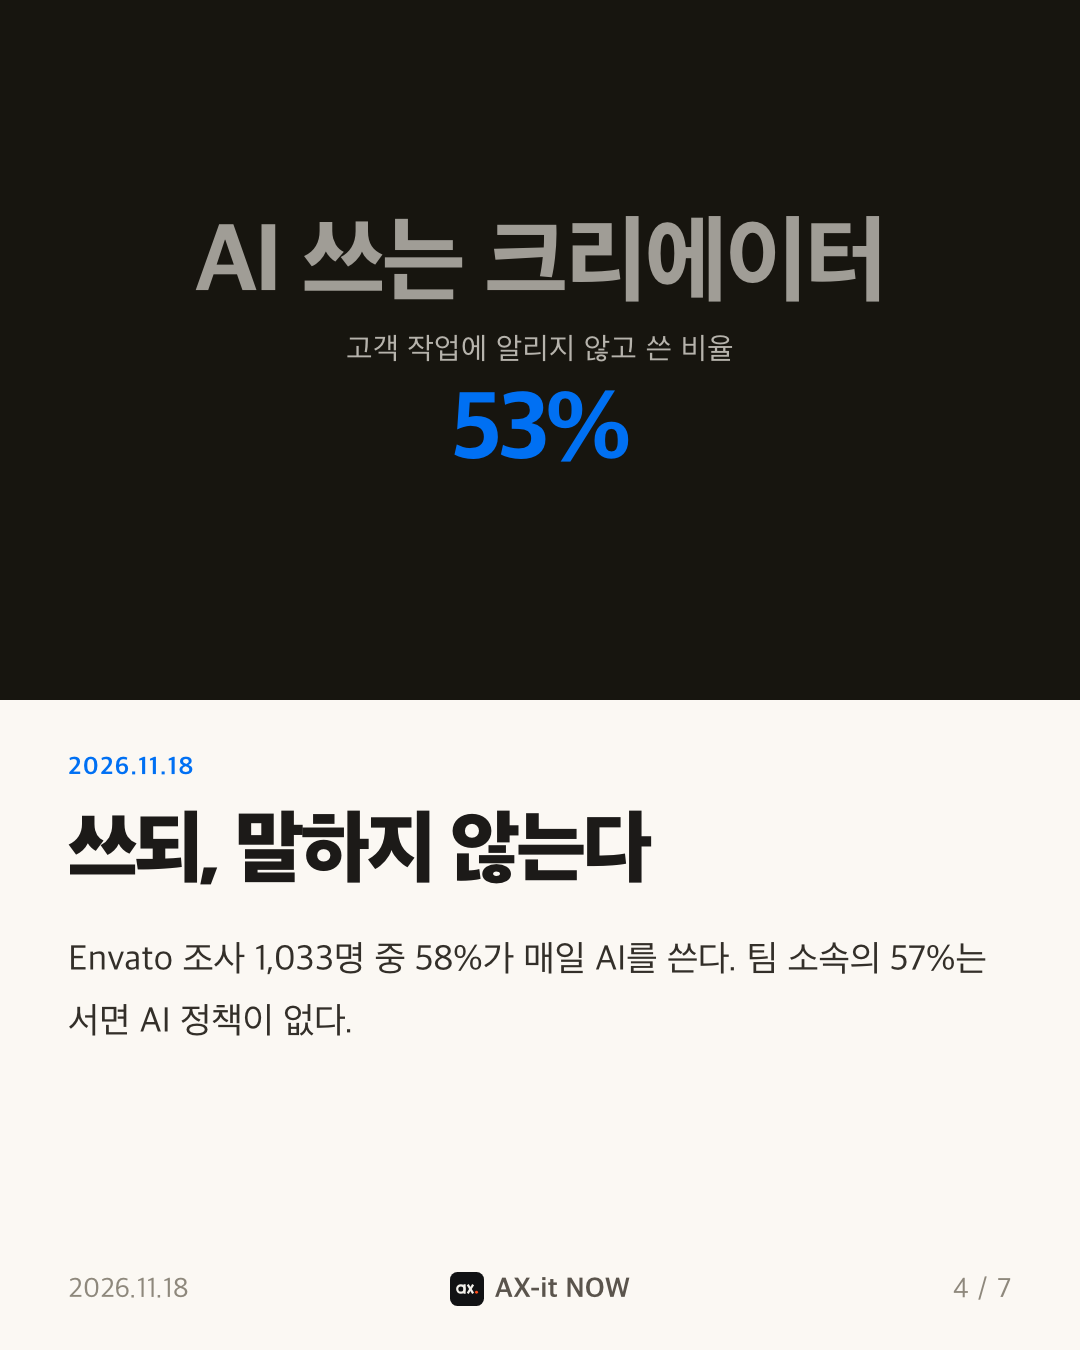 AI 쓰는 크리에이터
고객 작업에 알리지 않고 쓴 비율
53%
2026.11.18
쓰되, 말하지 않는다
Envato 조사 1,033명 중 58%가 매일 AI를 쓴다. 팀 소속의 57%는
서면 AI 정책이 없다.
2026.11.18
ax. AX-it NOW
4 / 7